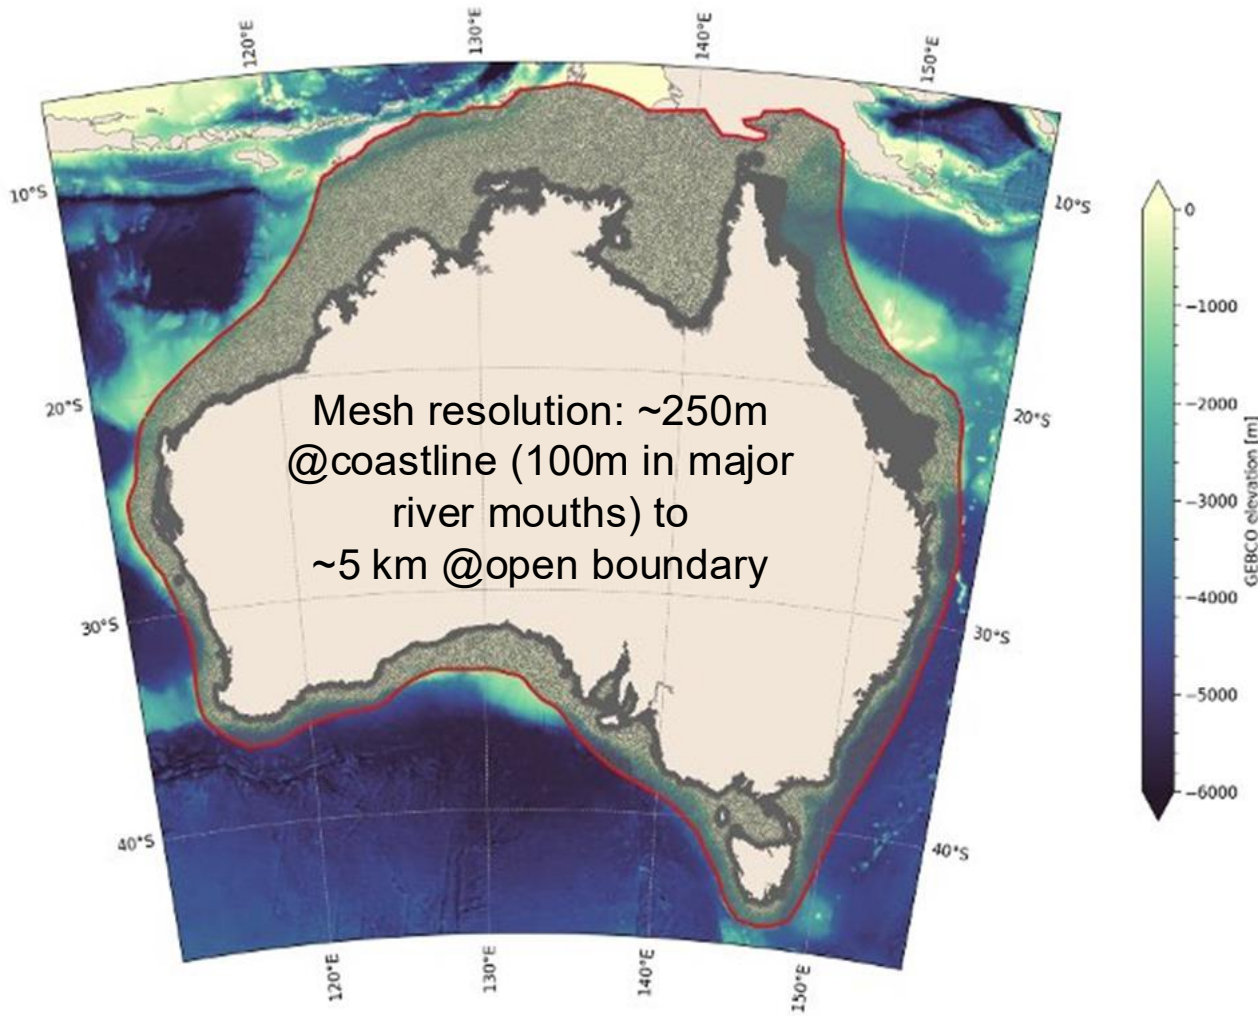 120°E
130°E
140°E
150°E
10°S
10°S
0
−1000
20°S
Mesh resolution: ~250m
@coastline (100m in major
river mouths) to
~5 km @open boundary
20°S
−2000
−3000
GEBCO elevation [m]
−4000
30°S
30°S
−5000
−6000
40°S
40°S
120°E
130°E
140°E
150°E